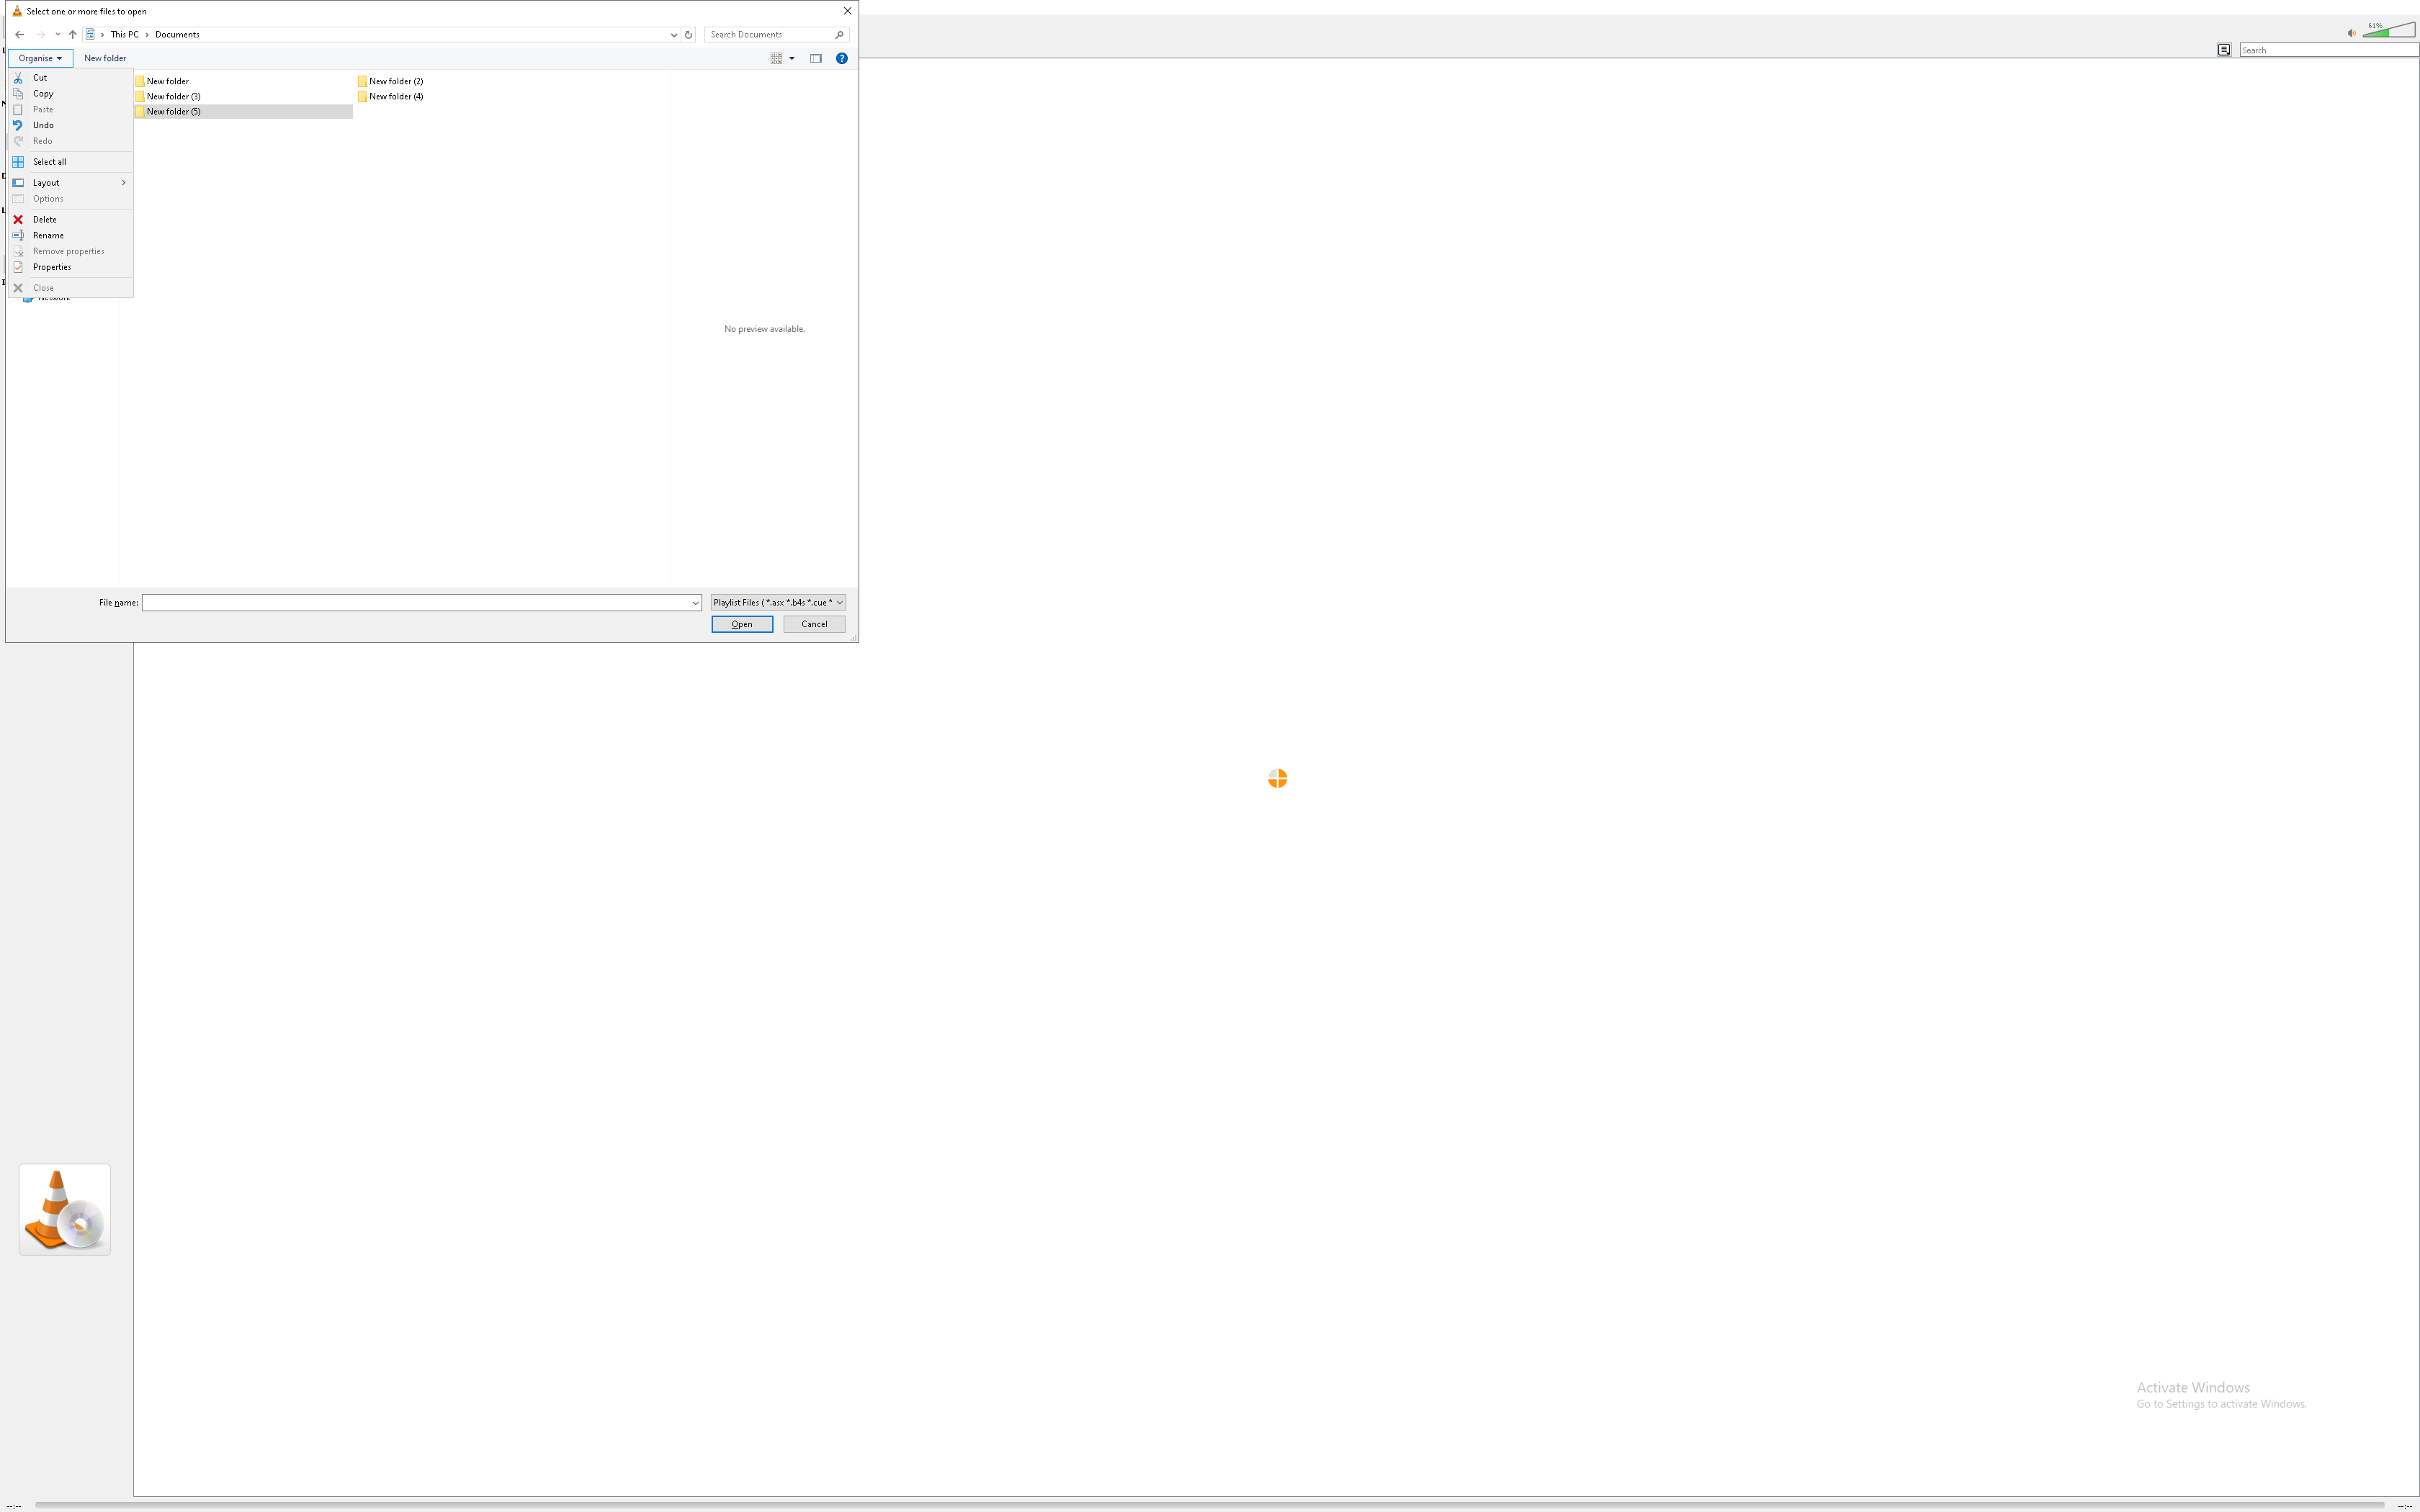 Select one or more files to open
61%
This PC
Documents
Search Documents
Search
Organise
New folder
Cut
New folder
New folder (2)
Copy
New folder (3)
New folder (4)
Paste
New folder (5)
Undo
Redo
Select all
Layout
Options
Delete
Rename
Remove properties
Properties
Close
Network
No preview available.
File name:
Playlist Files ( *.asx *.b4s *.cue *
Open
Cancel
Activate Windows
Go to Settings to activate Windows.
--:--
--:--